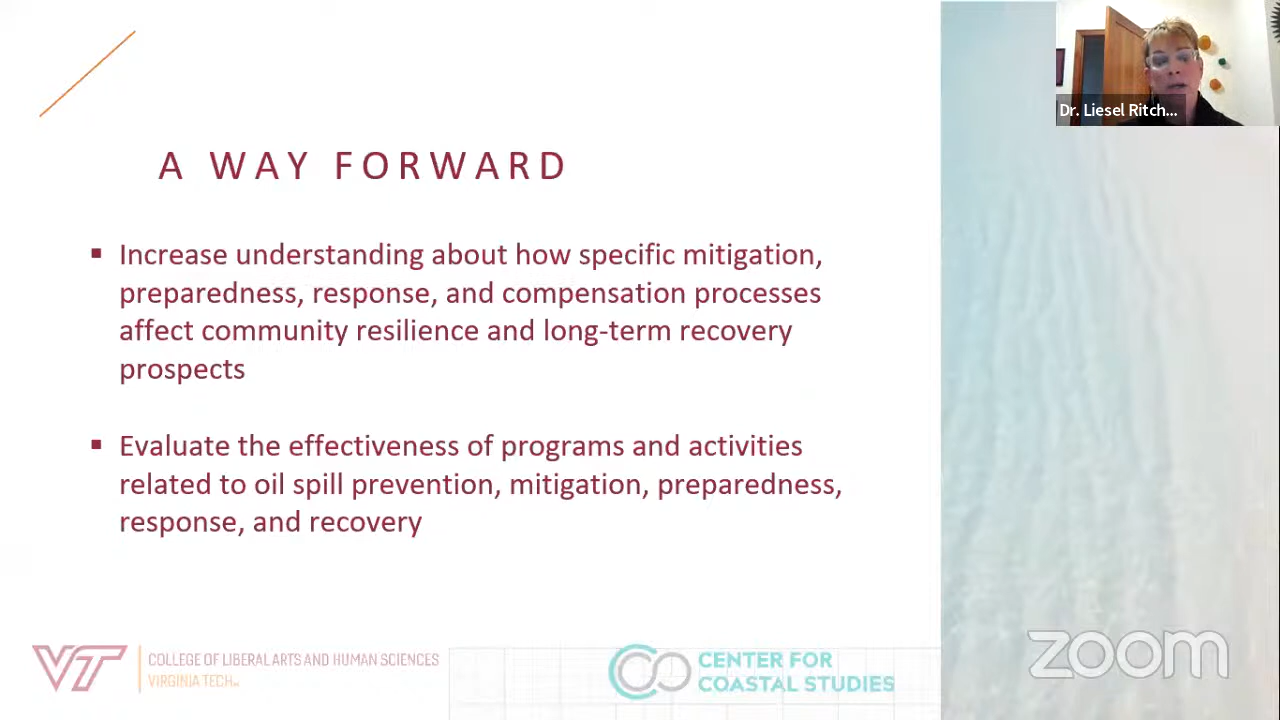 Dr. Liesel Ritch...
A WAY FORWARD
▪ Increase understanding about how specific mitigation,
preparedness, response, and compensation processes
affect community resilience and long-term recovery
prospects
▪ Evaluate the effectiveness of programs and activities
related to oil spill prevention, mitigation, preparedness,
response, and recovery
VT
COLLEGE OF LIBERAL ARTS AND HUMAN SCIENCES
VIRGINIA TECH™
CENTER FOR
COASTAL STUDIES
zoom